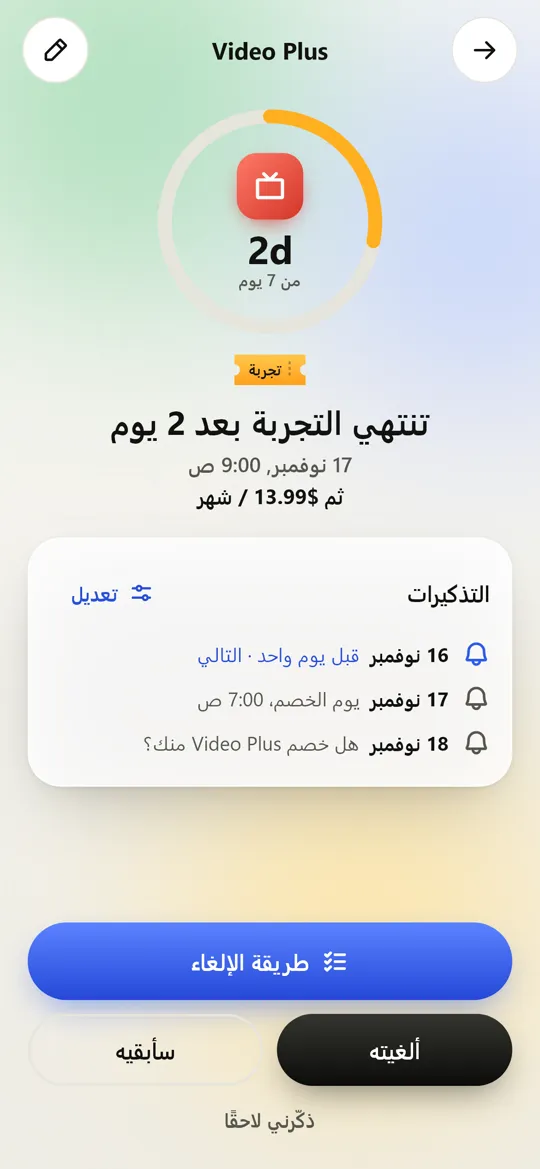 Video Plus
2d
من 7 يوم
تجربة
تنتهي التجربة بعد 2 يوم
17 نوفمبر, 9:00 ص
ثم $13.99 / شهر
التذكيرات
تعديل
16 نوفمبر قبل يوم واحد · التالي
17 نوفمبر يوم الخصم، 7:00 ص
18 نوفمبر هل خصم Video Plus منك؟
طريقة الإلغاء
ألغيته
سأبقيه
ذكّرني لاحقًا